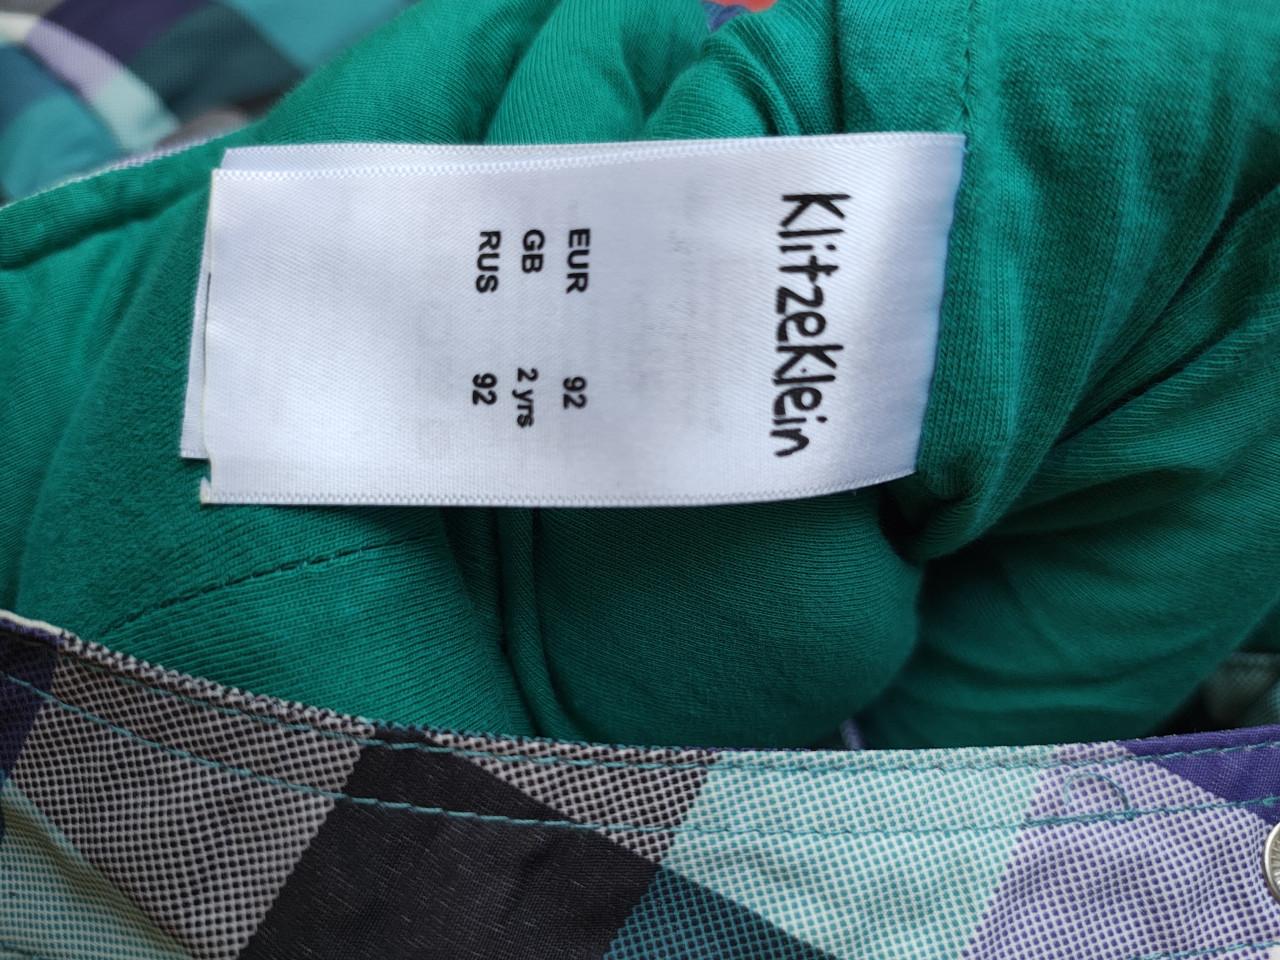 KlitzeKlein
EUR 92
GB 2 yrs
RUS 92